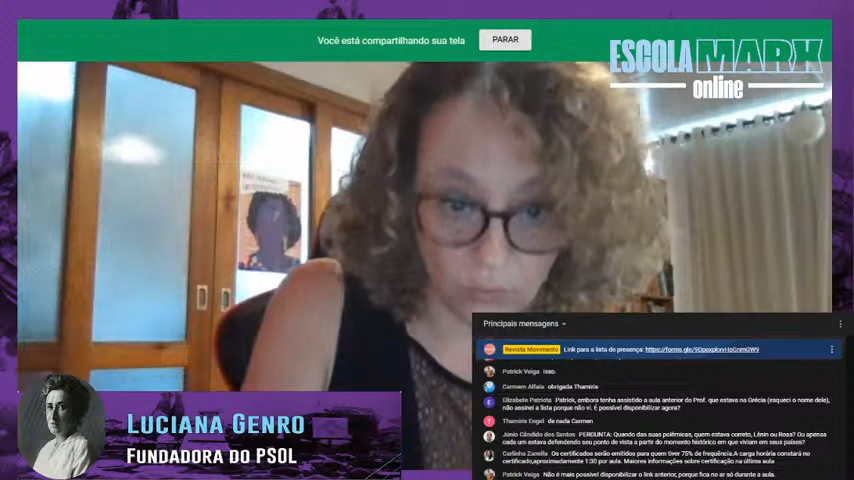 Você está compartilhando sua tela
PARAR
ESCOLA MARX
online
Principais mensagens
Revista Movimento Link para a lista de presença:
Patrick Veiga Isso.
Carmem Alfaia obrigada Thamiris
Elizabete Patriota Patrick, embora tenha assistido a aula anterior do Prof. que estava na Grécia (esqueci o nome dele),
não assinei a lista porque não vi. É possível disponibilizar agora?
Thamiris Engel de nada Carmen
Júnio Cândido dos Santos PERGUNTA: Quando das suas polêmicas, quem estava correto, Lênin ou Rosa? Ou apenas
cada um estava defendendo seu ponto de vista a partir do momento histórico em que viviam em seus países?
Carlinha Zanella Os certificados serão emitidos para quem tiver 75% de frequência. A carga horária constará no
certificado, aproximadamente 1:30 por aula. Maiores informações sobre certificação na última aula
Patrick Veiga Não é mais possível disponibilizar o link anterior, porque fica no ar só durante a aula.
LUCIANA GENRO
FUNDADORA DO PSOL